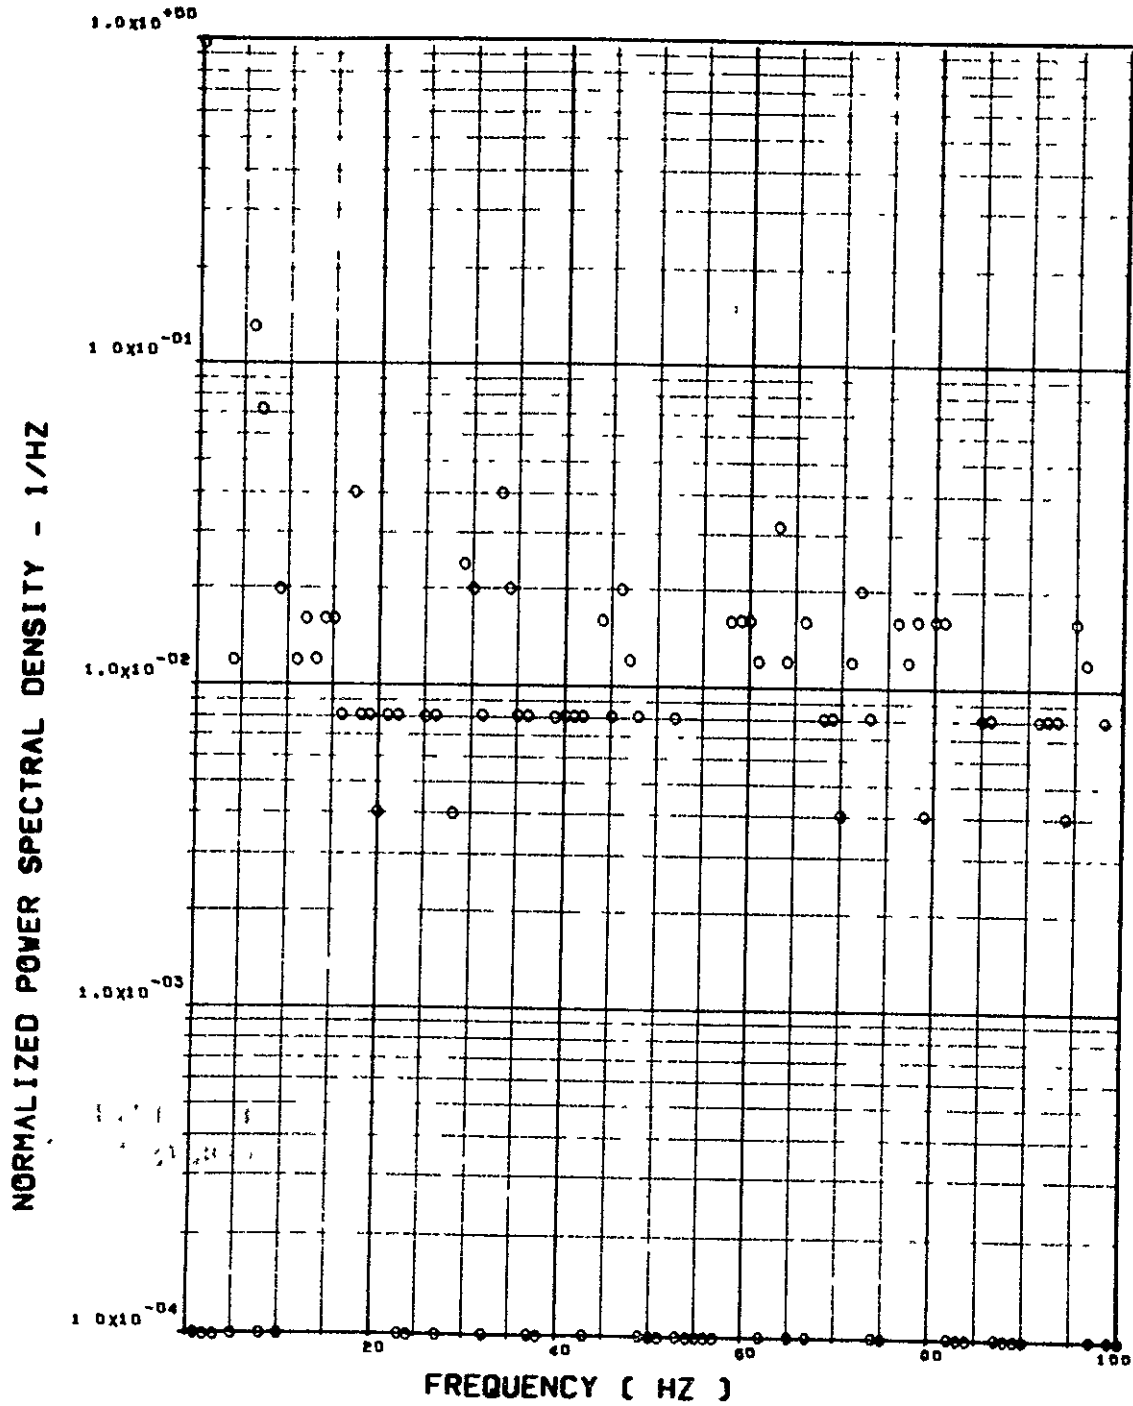 1.0x10+00
1 0x10-01
1.0x10-02
1.0x10-03
1 0x10-04
NORMALIZED POWER SPECTRAL DENSITY - 1/HZ
20 40 60 80 100
FREQUENCY ( HZ )